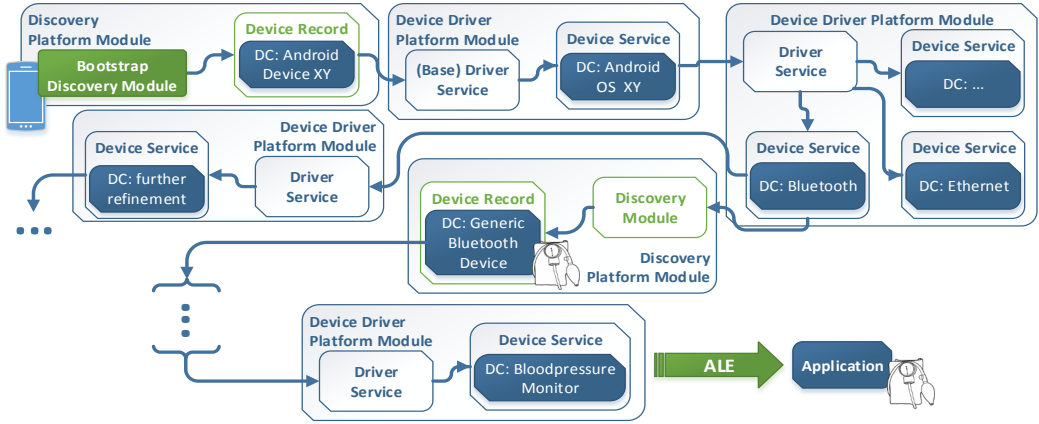 Discovery
Platform Module
Bootstrap
Discovery Module
Device Record
DC: Android
Device XY
Device Driver
Platform Module
(Base) Driver
Service
Device Service
DC: Android
OS XY
Device Driver Platform Module
Driver
Service
Device Service
DC: ...
Device Service
DC: Bluetooth
Device Service
DC: Ethernet
Device Driver
Platform Module
Device Service
DC: further
refinement
Driver
Service
Device Record
DC: Generic
Bluetooth
Device
Discovery
Module
Discovery
Platform Module
Device Driver
Platform Module
Driver
Service
Device Service
DC: Bloodpressure
Monitor
ALE
Application